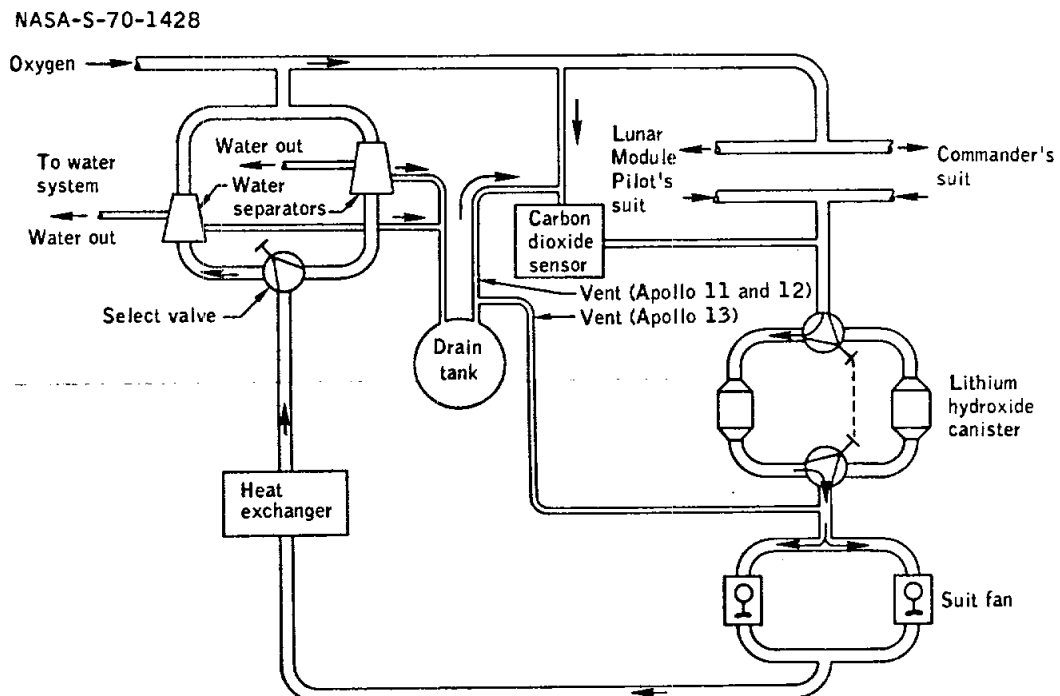 NASA-S-70-1428
Oxygen
Water out
To water
system
Water
separators
Water out
Select valve
Drain
tank
Heat
exchanger
Lunar
Module
Pilot's
suit
Commander's
suit
Carbon
dioxide
sensor
Vent (Apollo 11 and 12)
Vent (Apollo 13)
Lithium
hydroxide
canister
Suit fan